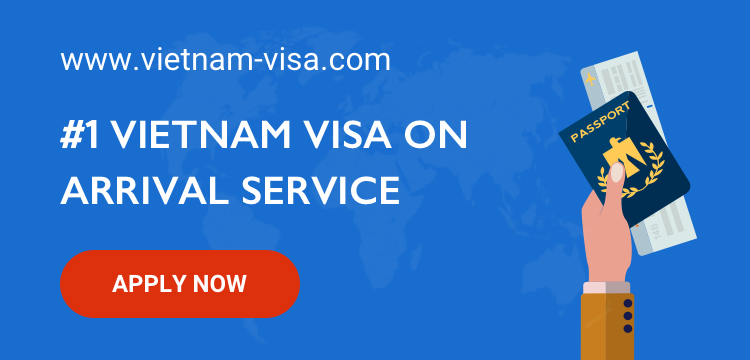 www.vietnam-visa.com
#1 VIETNAM VISA ON
ARRIVAL SERVICE
APPLY NOW
PASSPORT